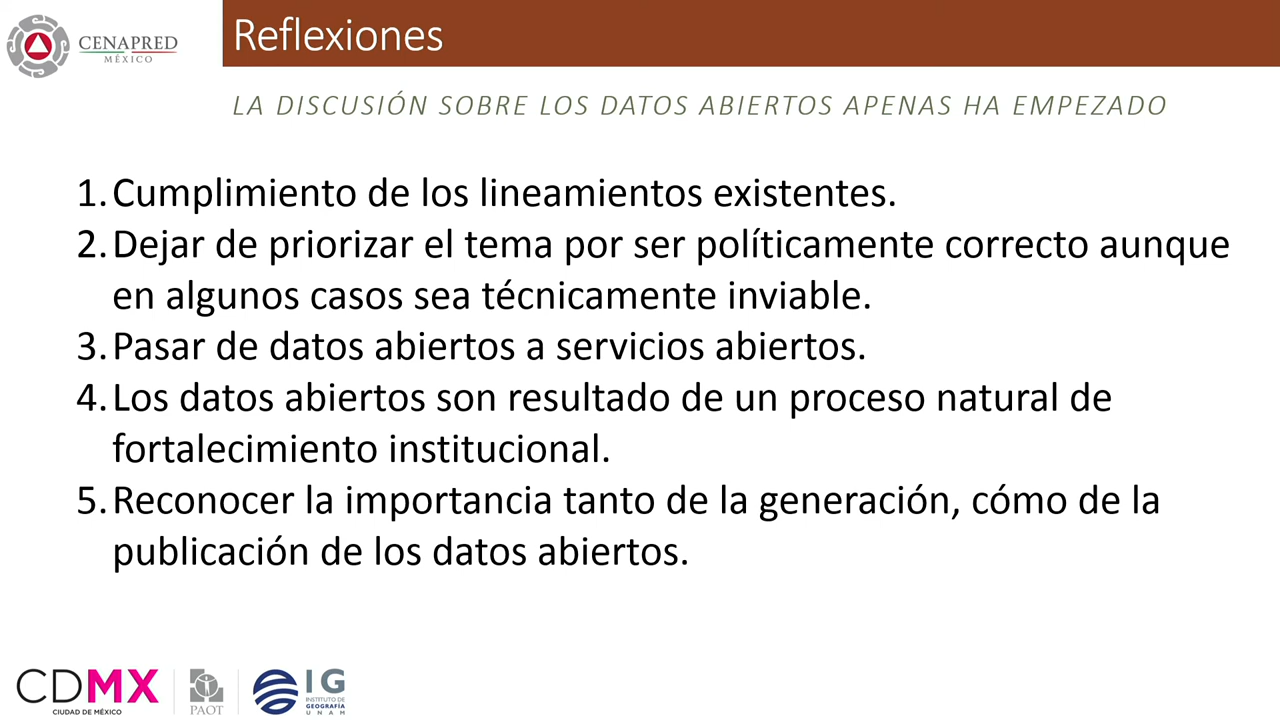 CENAPRED
MÉXICO
Reflexiones
LA DISCUSIÓN SOBRE LOS DATOS ABIERTOS APENAS HA EMPEZADO
1. Cumplimiento de los lineamientos existentes.
2. Dejar de priorizar el tema por ser políticamente correcto aunque
en algunos casos sea técnicamente inviable.
3. Pasar de datos abiertos a servicios abiertos.
4. Los datos abiertos son resultado de un proceso natural de
fortalecimiento institucional.
5. Reconocer la importancia tanto de la generación, cómo de la
publicación de los datos abiertos.
CDMX
CIUDAD DE MÉXICO
PAOT
IG
INSTITUTO DE
GEOGRAFÍA
UNAM